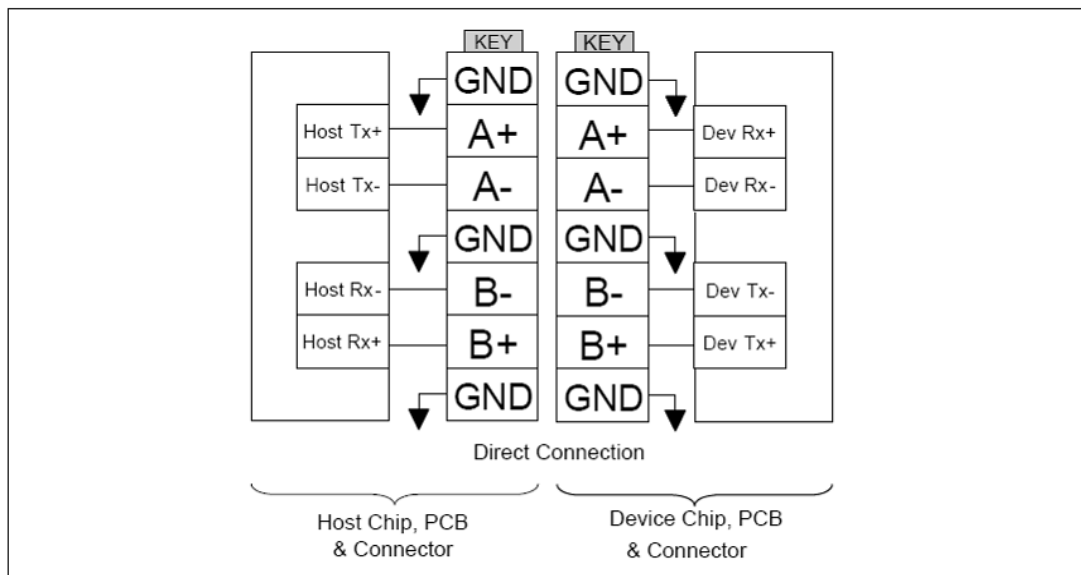 KEY KEY
GND GND
Host Tx+ A+ A+ Dev Rx+
Host Tx- A- A- Dev Rx-
GND GND
Host Rx- B- B- Dev Tx-
Host Rx+ B+ B+ Dev Tx+
GND GND
Direct Connection
Host Chip, PCB Device Chip, PCB
& Connector & Connector